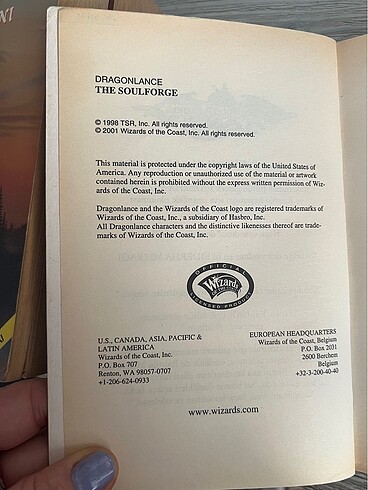 DRAGONLANCE
THE SOULFORGE
© 1998 TSR, Inc. All rights reserved.
© 2001 Wizards of the Coast, Inc. All rights reserved.
This material is protected under the copyright laws of the United States of
America. Any reproduction or unauthorized use of the material or artwork
contained herein is prohibited without the express written permission of Wiz-
ards of the Coast, Inc.
Dragonlance and the Wizards of the Coast logo are registered trademarks of
Wizards of the Coast, Inc., a subsidiary of Hasbro, Inc.
All Dragonlance characters and the distinctive likenesses thereof are trade-
marks of Wizards of the Coast, Inc.
OFFICIAL
Wizards
LICENSED PRODUCT
U.S., CANADA, ASIA, PACIFIC &
LATIN AMERICA
Wizards of the Coast, Inc.
P.O. Box 707
Renton, WA 98057-0707
+1-206-624-0933
EUROPEAN HEADQUARTERS
Wizards of the Coast, Belgium
P.O. Box 2031
2600 Berchem
Belgium
+32-3-200-40-40
www.wizards.com